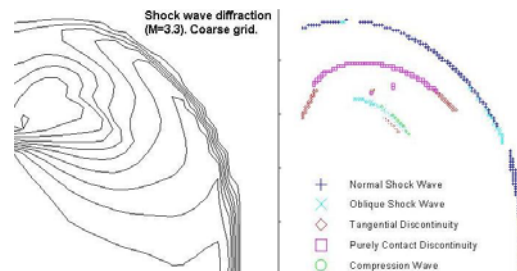 Shock wave diffraction
(M=3.3). Coarse grid.
Normal Shock Wave
Oblique Shock Wave
Tangential Discontinuity
Purely Contact Discontinuity
Compression Wave